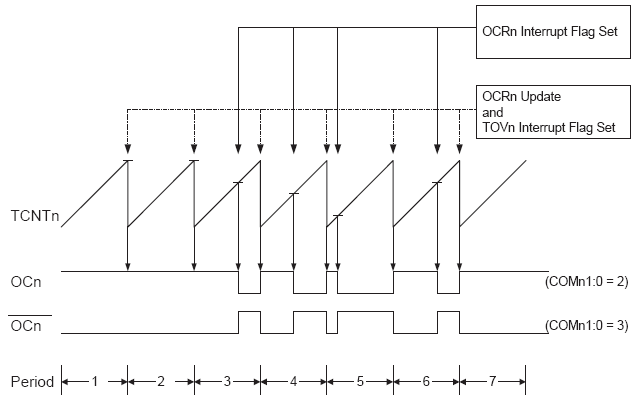 OCRn Interrupt Flag Set
OCRn Update
and
TOVn Interrupt Flag Set
TCNTn
OCn
(COMn1:0 = 2)
OCn
(COMn1:0 = 3)
Period
1
2
3
4
5
6
7